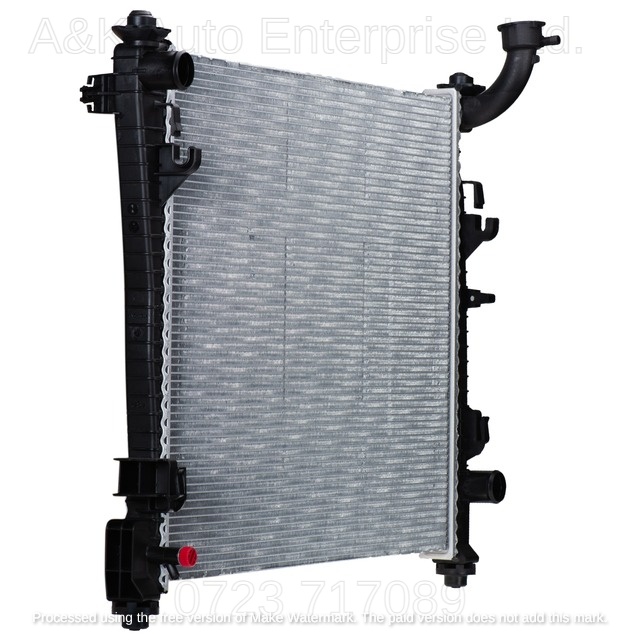 A&K Auto Enterprise Ltd.
0723 717089
Processed using the free version of Make Watermark. The paid version does not add this mark.